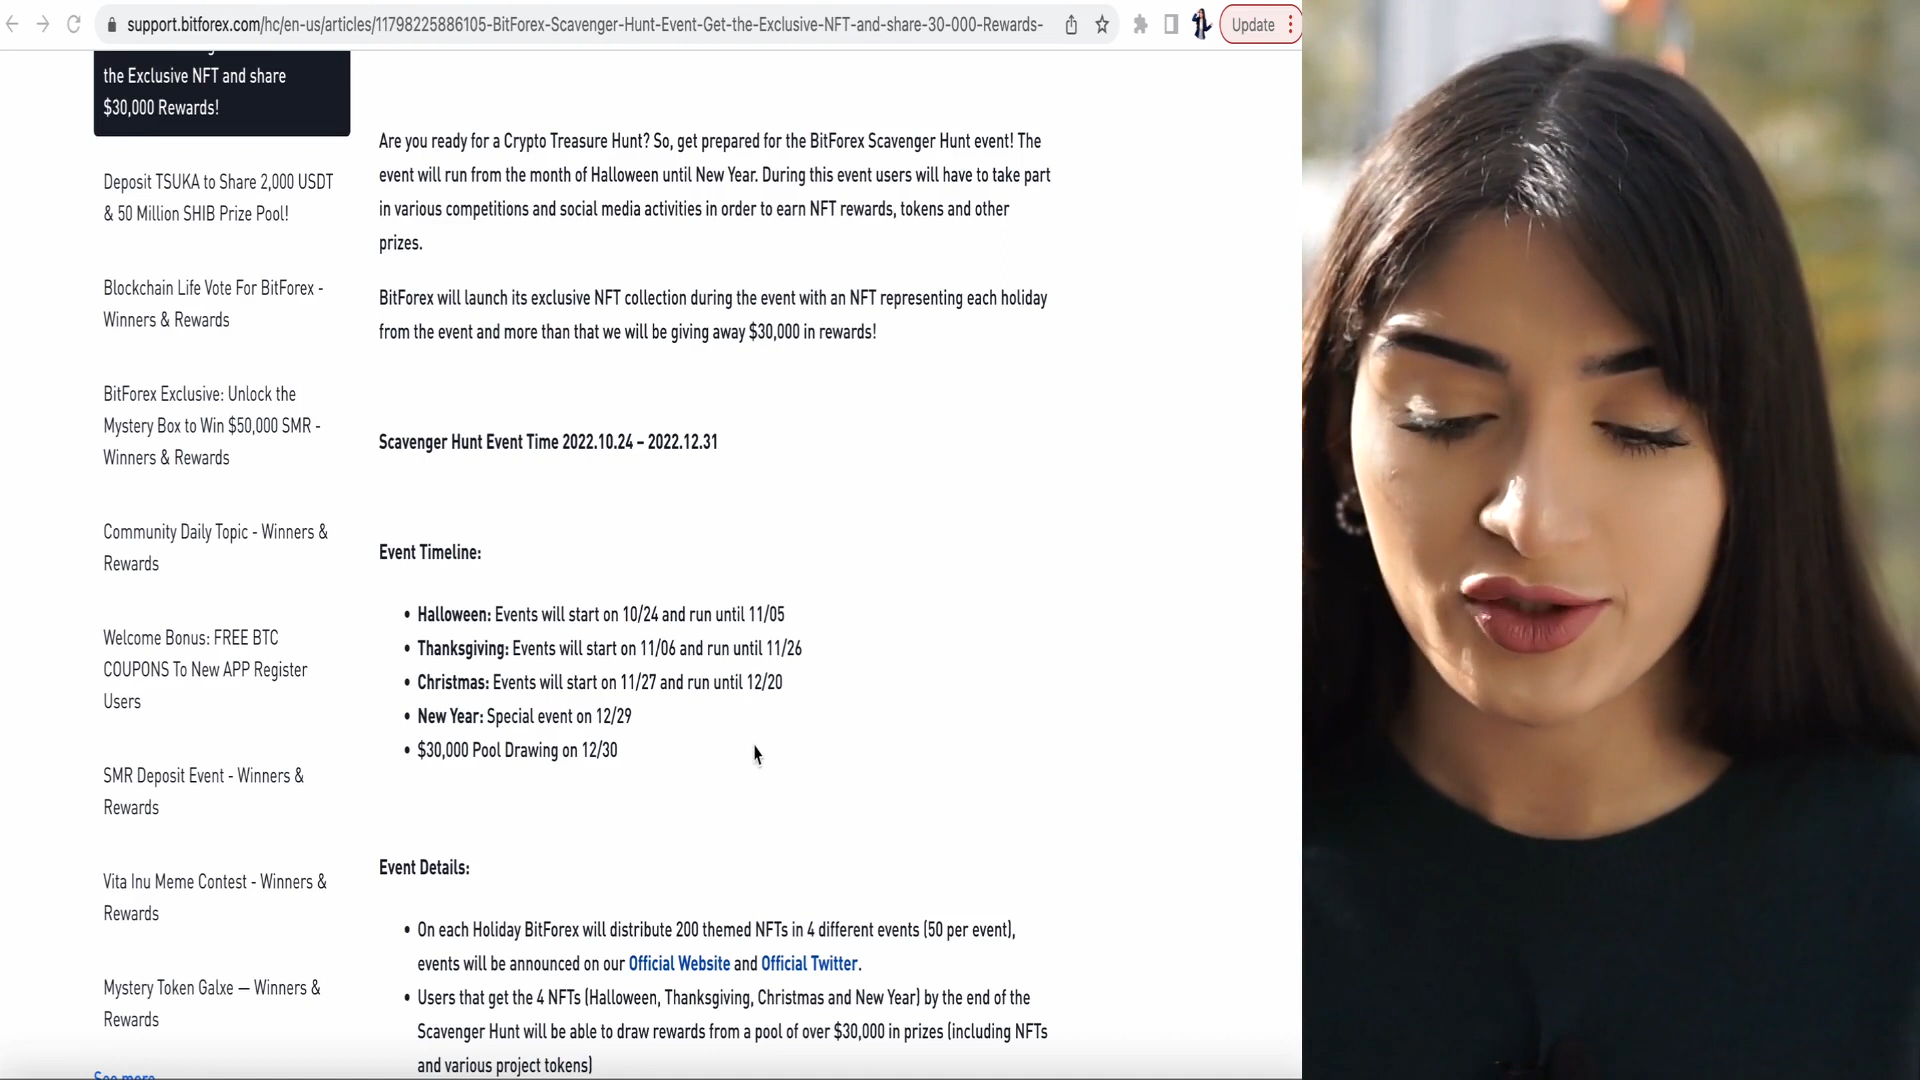 support.bitforex.com/hc/en-us/articles/11798225886105-BitForex-Scavenger-Hunt-Event-Get-the-Exclusive-NFT-and-share-30-000-Rewards-
Update
the Exclusive NFT and share
$30,000 Rewards!
Deposit TSUKA to Share 2,000 USDT
& 50 Million SHIB Prize Pool!
Blockchain Life Vote For BitForex -
Winners & Rewards
BitForex Exclusive: Unlock the
Mystery Box to Win $50,000 SMR -
Winners & Rewards
Community Daily Topic - Winners &
Rewards
Welcome Bonus: FREE BTC
COUPONS To New APP Register
Users
SMR Deposit Event - Winners &
Rewards
Vita Inu Meme Contest - Winners &
Rewards
Mystery Token Galxe — Winners &
Rewards
See more
Are you ready for a Crypto Treasure Hunt? So, get prepared for the BitForex Scavenger Hunt event! The
event will run from the month of Halloween until New Year. During this event users will have to take part
in various competitions and social media activities in order to earn NFT rewards, tokens and other
prizes.
BitForex will launch its exclusive NFT collection during the event with an NFT representing each holiday
from the event and more than that we will be giving away $30,000 in rewards!
Scavenger Hunt Event Time 2022.10.24 – 2022.12.31
Event Timeline:
• Halloween: Events will start on 10/24 and run until 11/05
• Thanksgiving: Events will start on 11/06 and run until 11/26
• Christmas: Events will start on 11/27 and run until 12/20
• New Year: Special event on 12/29
• $30,000 Pool Drawing on 12/30
Event Details:
• On each Holiday BitForex will distribute 200 themed NFTs in 4 different events (50 per event),
events will be announced on our Official Website and Official Twitter.
• Users that get the 4 NFTs (Halloween, Thanksgiving, Christmas and New Year) by the end of the
Scavenger Hunt will be able to draw rewards from a pool of over $30,000 in prizes (including NFTs
and various project tokens)